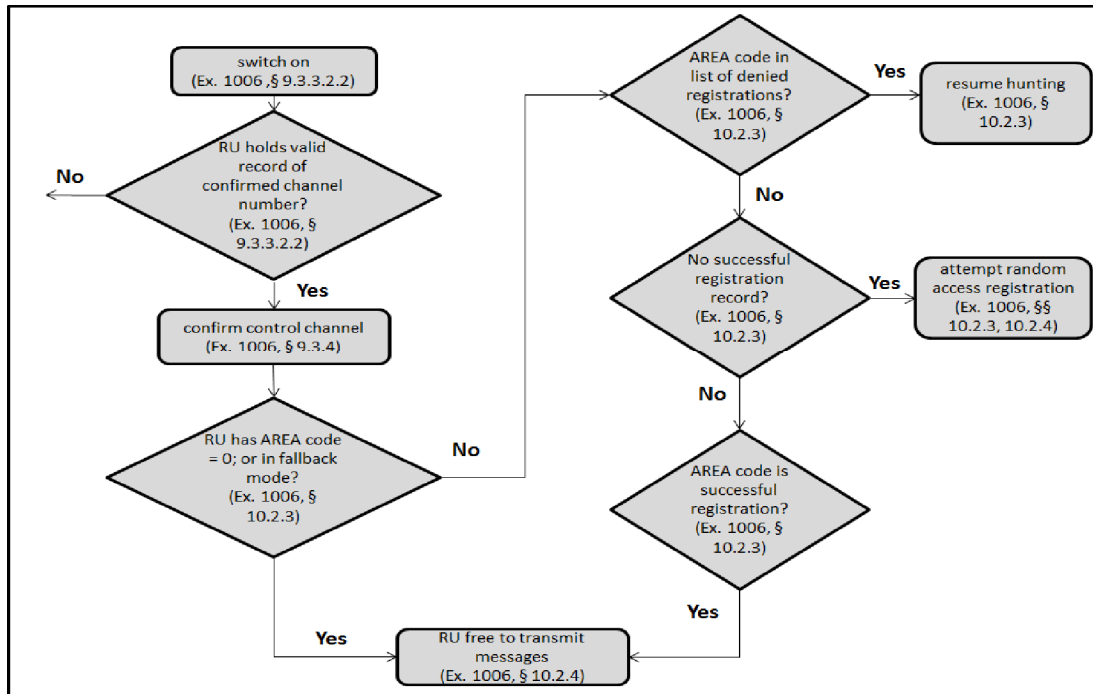 switch on
(Ex. 1006 ,§ 9.3.3.2.2)
RU holds valid
record of
confirmed channel
number?
(Ex. 1006, §
9.3.3.2.2)
No
Yes
confirm control channel
(Ex. 1006, § 9.3.4)
RU has AREA code
= 0; or in fallback
mode?
(Ex. 1006, §
10.2.3)
No
Yes
AREA code in
list of denied
registrations?
(Ex. 1006, §
10.2.3)
Yes
resume hunting
(Ex. 1006, §
10.2.3)
No
No successful
registration
record?
(Ex. 1006, §
10.2.3)
Yes
attempt random
access registration
(Ex. 1006, §§
10.2.3, 10.2.4)
No
AREA code is
successful
registration?
(Ex. 1006, §
10.2.3)
Yes
RU free to transmit
messages
(Ex. 1006, § 10.2.4)